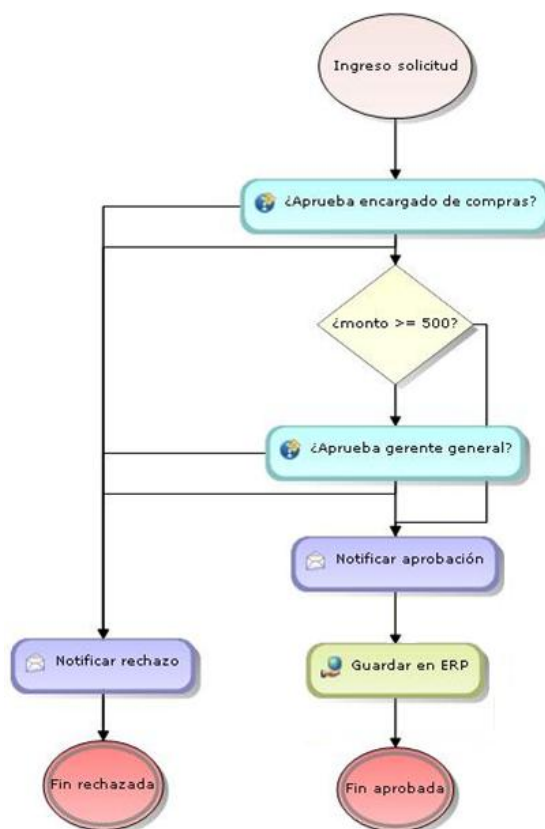 Ingreso solicitud
¿Aprueba encargado de compras?
¿monto >= 500?
¿Aprueba gerente general?
Notificar aprobación
Notificar rechazo
Guardar en ERP
Fin rechazada
Fin aprobada